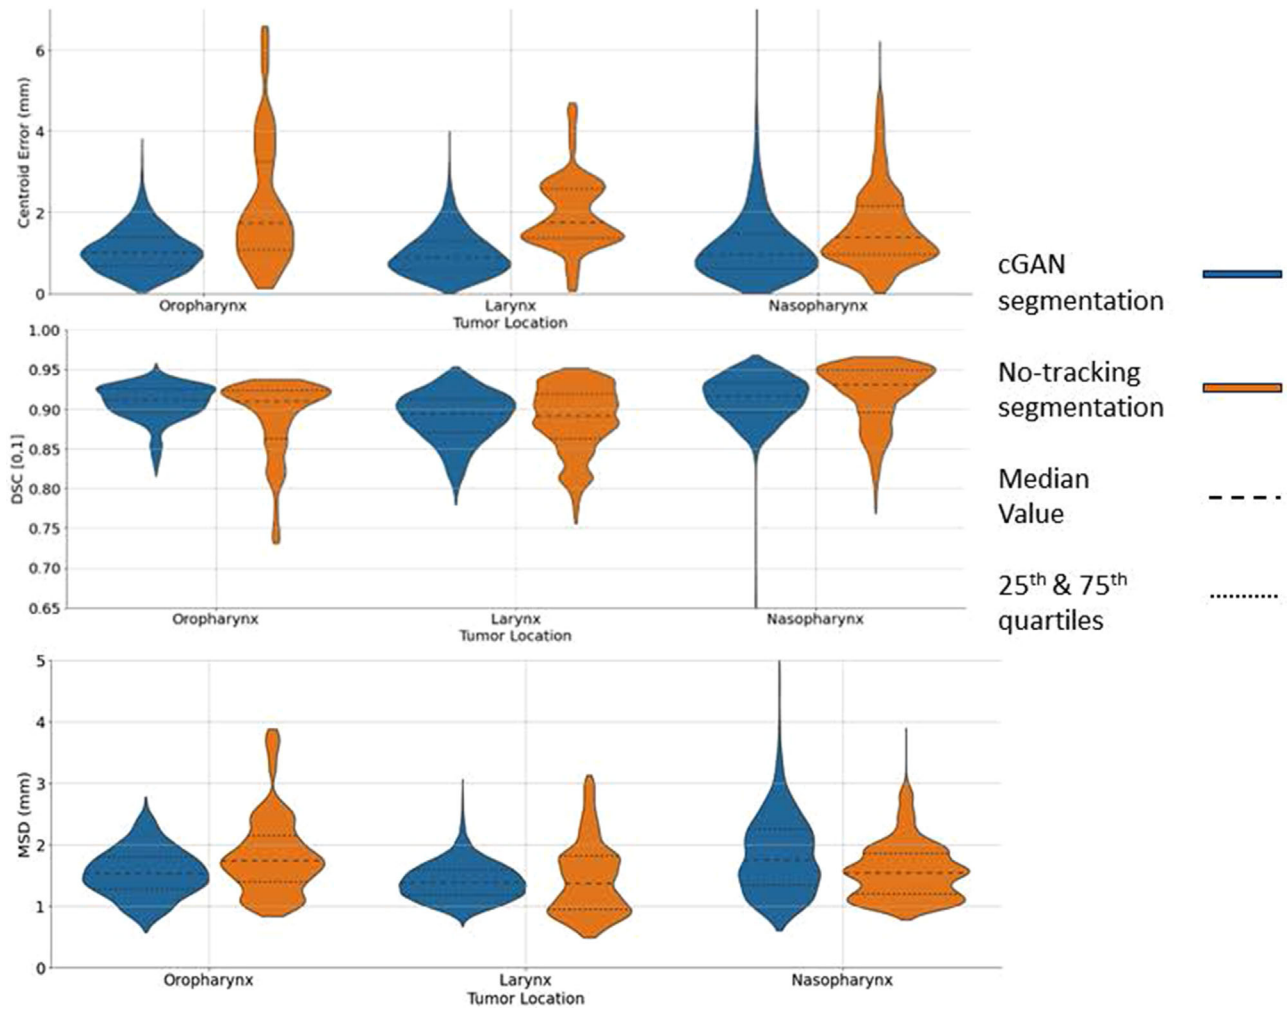 6
4
2
0
Centroid Error (mm)
Oropharynx
Larynx
Nasopharynx
Tumor Location
1.00
0.95
0.90
0.85
0.80
0.75
0.70
0.65
DSC [0,1]
Oropharynx
Larynx
Nasopharynx
Tumor Location
5
4
3
2
1
0
MSD (mm)
Oropharynx
Larynx
Nasopharynx
Tumor Location
cGAN
segmentation
No-tracking
segmentation
Median
Value
25th & 75th
quartiles